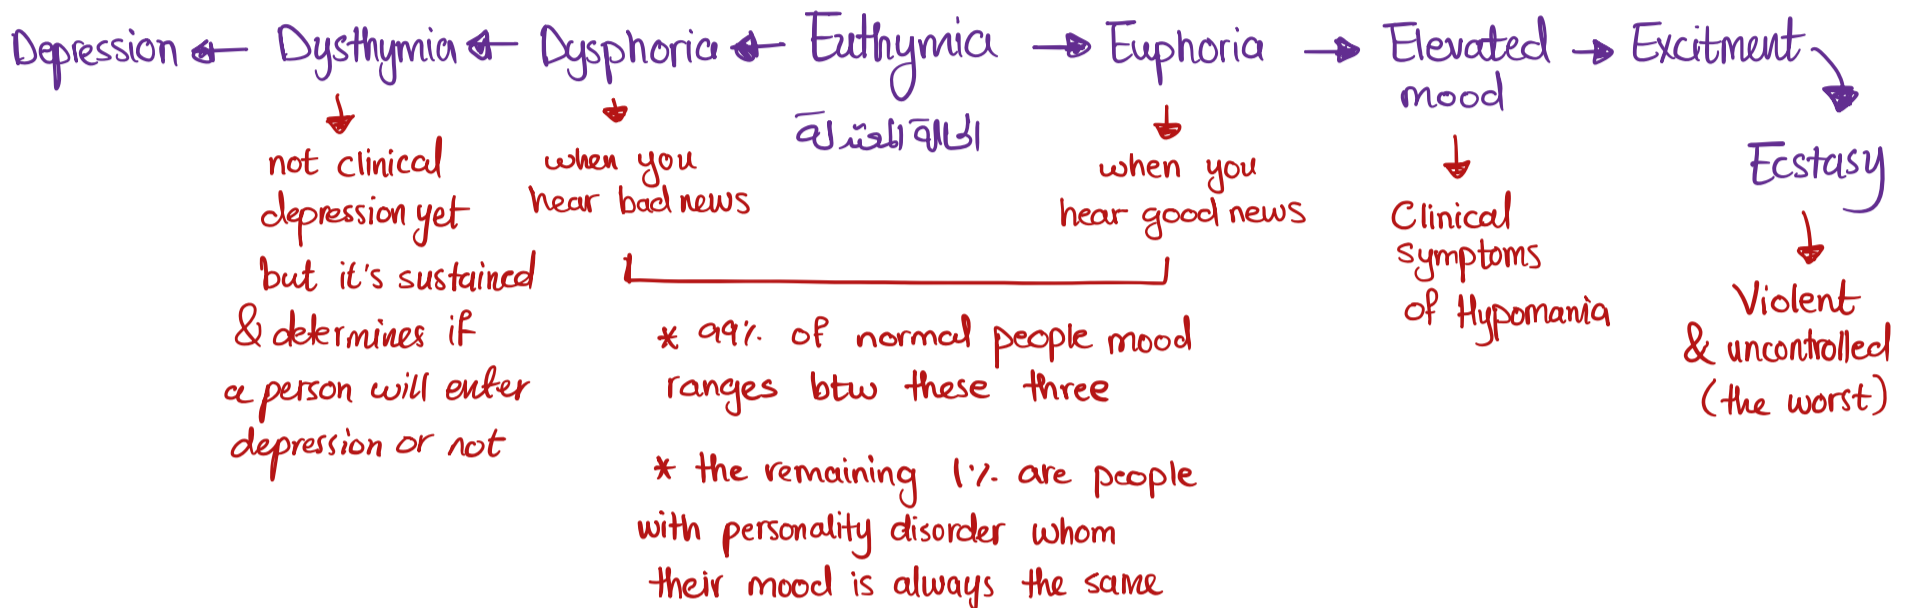 Depression ← Dysthymia ← Dysphoria ← Euthymia → Euphoria → Elevated mood → Excitment
Ecstasy
الحالة المعتدلة
not clinical
depression yet
but it's sustained
& determines if
a person will enter
depression or not
when you
hear bad news
when you
hear good news
* 99% of normal people mood
ranges btw these three
* the remaining 1% are people
with personality disorder whom
their mood is always the same
Clinical
symptoms
of Hypomania
Violent
& uncontrolled
(the worst)